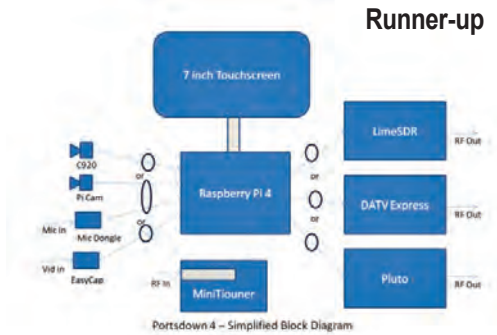 Runner-up
7 inch Touchscreen
C920
or
Pi Cam
or
Mic in
Mic Dongle
Vid in
EasyCap
Raspberry Pi 4
or
or
LimeSDR
RF Out
DATV Express
RF Out
Pluto
RF Out
RF In
MiniTiouner
Portsdown 4 – Simplified Block Diagram